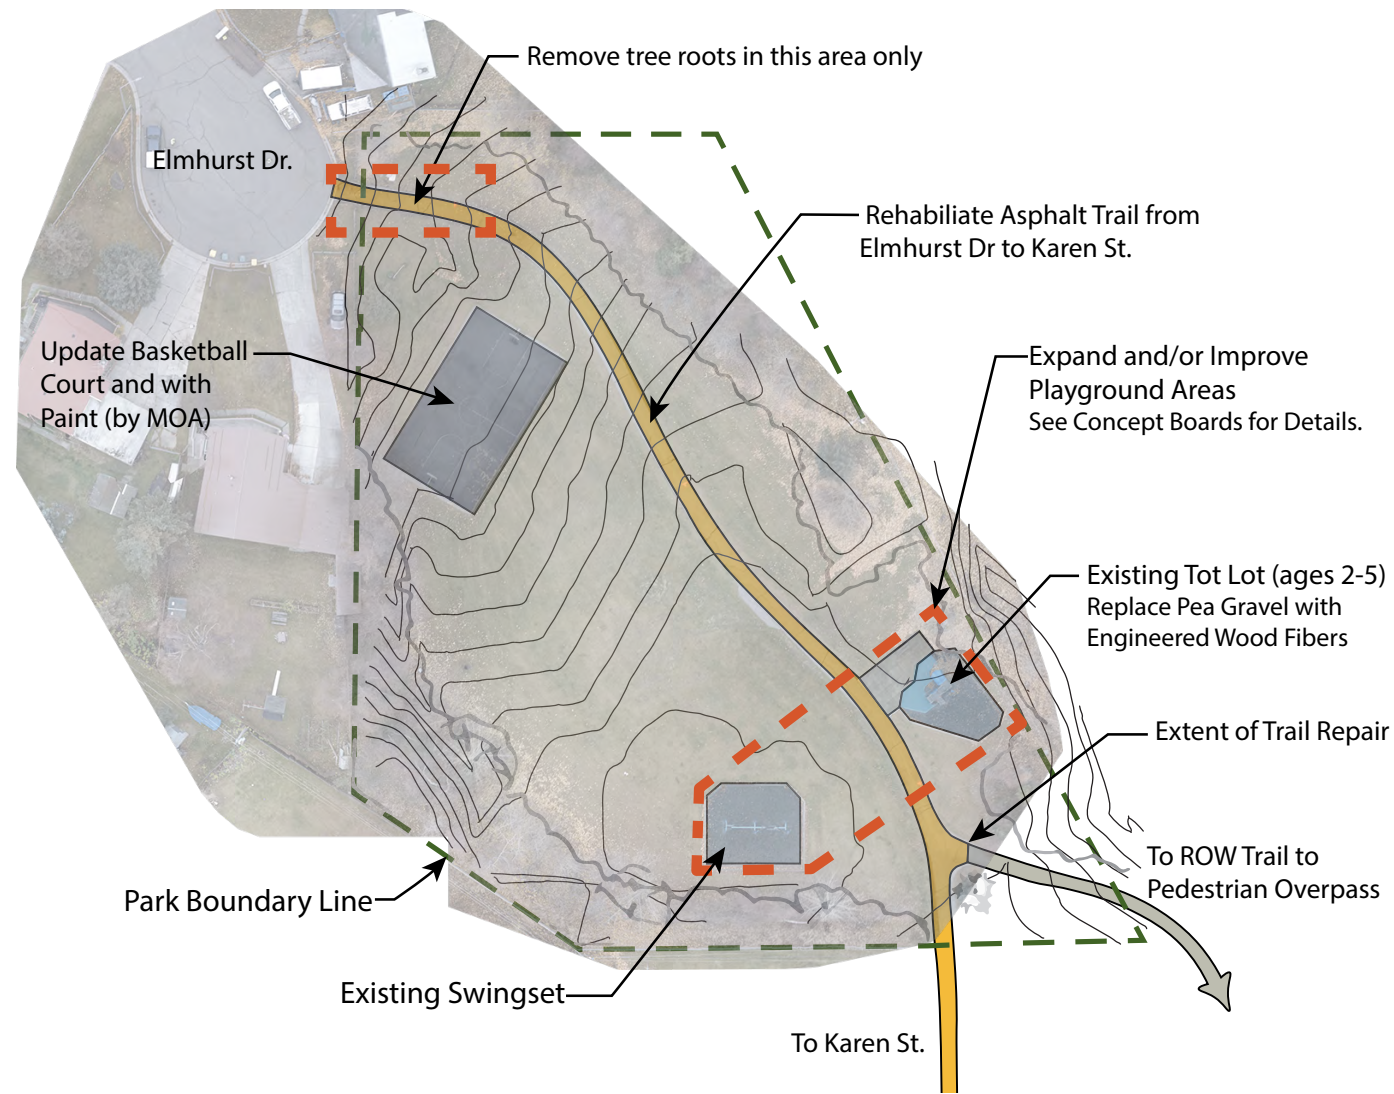 Remove tree roots in this area only
Elmhurst Dr.
Rehabiliate Asphalt Trail from
Elmhurst Dr to Karen St.
Update Basketball
Court and with
Paint (by MOA)
Expand and/or Improve
Playground Areas
See Concept Boards for Details.
Existing Tot Lot (ages 2-5)
Replace Pea Gravel with
Engineered Wood Fibers
Extent of Trail Repair
To ROW Trail to
Pedestrian Overpass
Park Boundary Line
Existing Swingset
To Karen St.